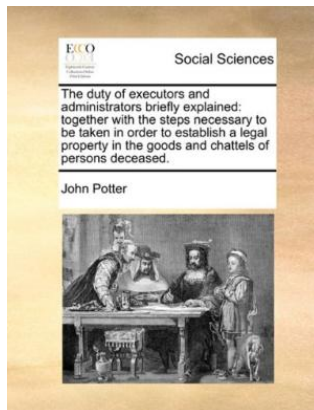 ECCO
Social Sciences
The duty of executors and
administrators briefly explained:
together with the steps necessary to
be taken in order to establish a legal
property in the goods and chattels of
persons deceased.
John Potter